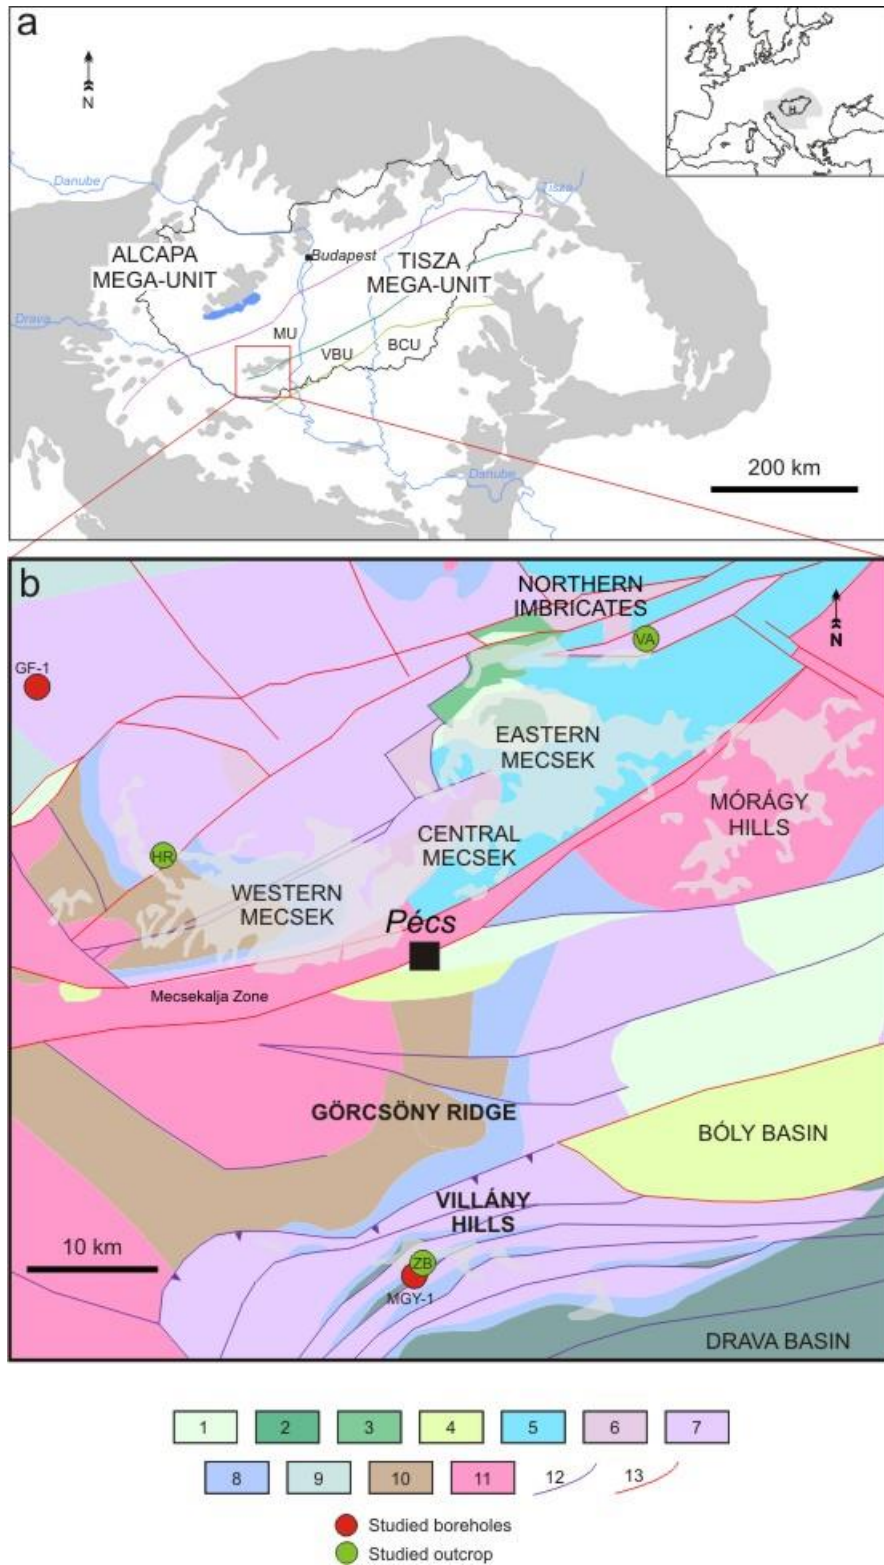 a
N
H
Danube
Tisza
ALCAPA
MEGA-UNIT
Budapest
TISZA
MEGA-UNIT
Drava
MU
VBU
BCU
Danube
200 km
b
NORTHERN
IMBRICATES
N
VA
GF-1
EASTERN
MECSEK
MÓRÁGY
HILLS
CENTRAL
MECSEK
HR
WESTERN
MECSEK
Pécs
Mecsekalja Zone
GÖRCSÖNY RIDGE
BÓLY BASIN
VILLÁNY
HILLS
10 km
ZB
MGY-1
DRAVA BASIN
1 2 3 4 5 6 7
8 9 10 11 12 13
Studied boreholes
Studied outcrop